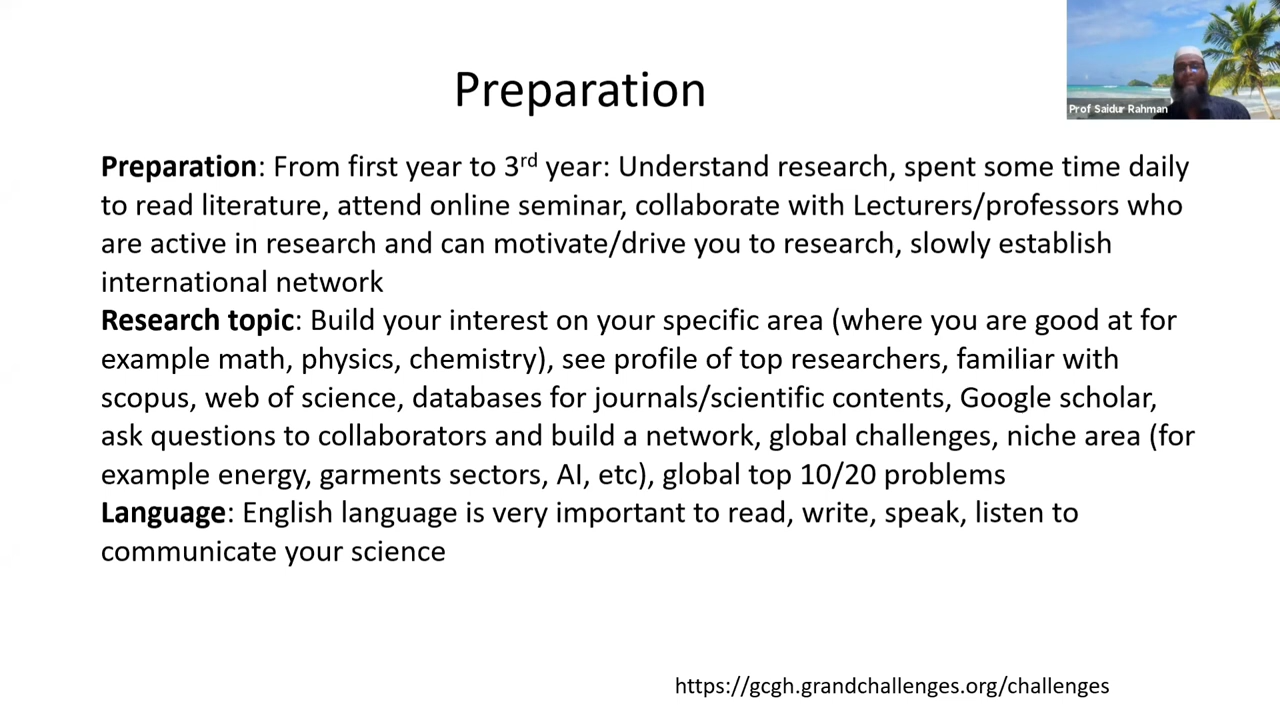 Preparation
Prof Saidur Rahman
Preparation: From first year to 3rd year: Understand research, spent some time daily
to read literature, attend online seminar, collaborate with Lecturers/professors who
are active in research and can motivate/drive you to research, slowly establish
international network
Research topic: Build your interest on your specific area (where you are good at for
example math, physics, chemistry), see profile of top researchers, familiar with
scopus, web of science, databases for journals/scientific contents, Google scholar,
ask questions to collaborators and build a network, global challenges, niche area (for
example energy, garments sectors, AI, etc), global top 10/20 problems
Language: English language is very important to read, write, speak, listen to
communicate your science
https://gcgh.grandchallenges.org/challenges